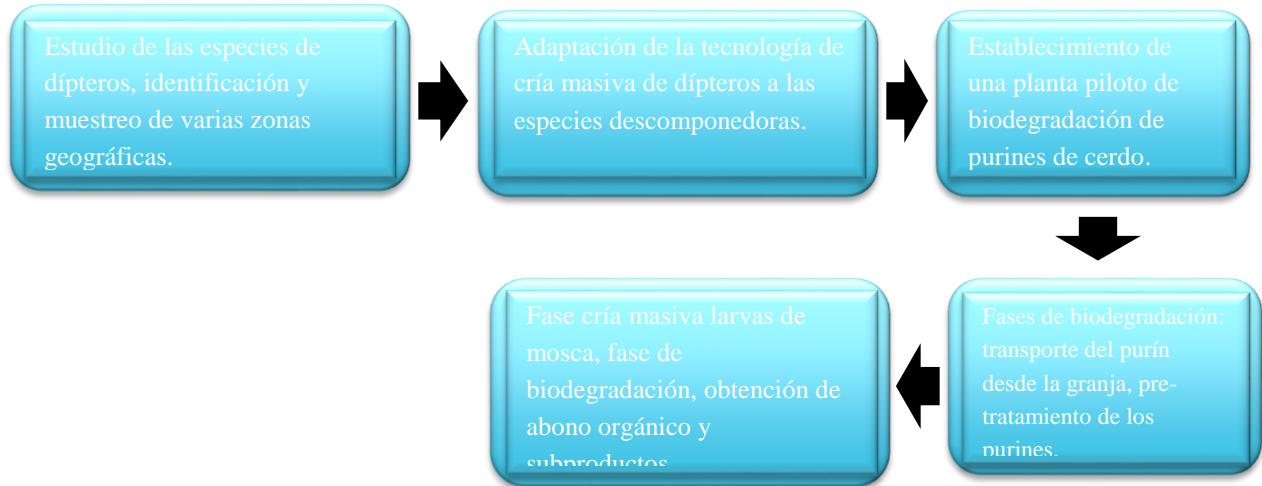 Estudio de las especies de
dípteros, identificación y
muestreo de varias zonas
geográficas.
Adaptación de la tecnología de
cría masiva de dípteros a las
especies descomponedoras.
Establecimiento de
una planta piloto de
biodegradación de
purines de cerdo.
Fases de biodegradación:
transporte del purín
desde la granja, pre-
tratamiento de los
purines.
Fase cría masiva larvas de
mosca, fase de
biodegradación, obtención de
abono orgánico y
subproductos